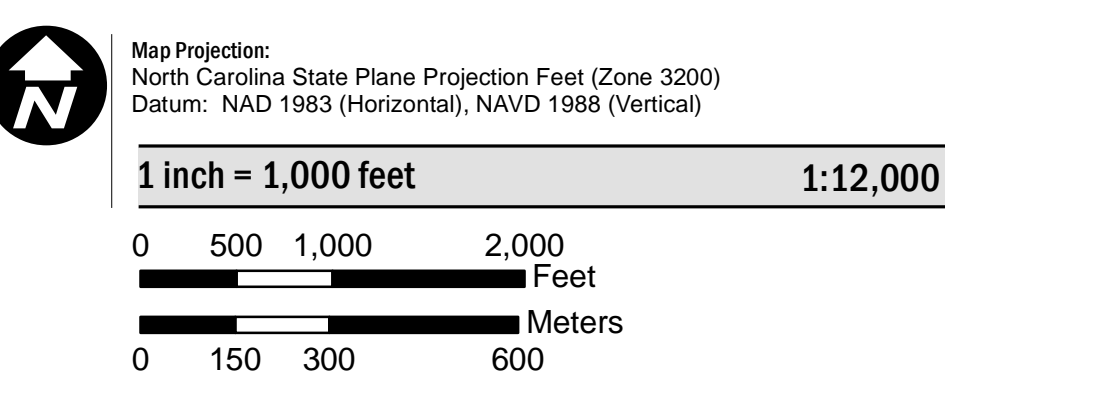 N
Map Projection:
North Carolina State Plane Projection Feet (Zone 3200)
Datum: NAD 1983 (Horizontal), NAVD 1988 (Vertical)
1 inch = 1,000 feet 1:12,000
0 500 1,000 2,000
Feet
Meters
0 150 300 600